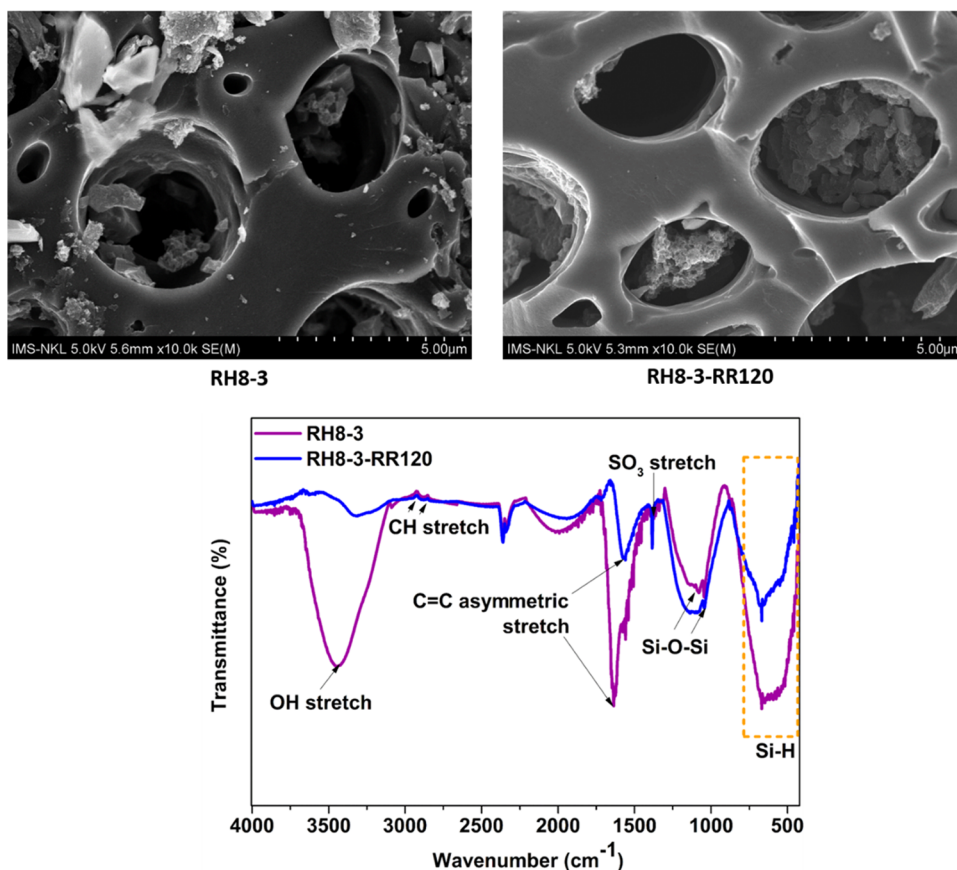 IMS-NKL 5.0kV 5.6mm x10.0k SE(M) 5.00µm
IMS-NKL 5.0kV 5.3mm x10.0k SE(M) 5.00µm
RH8-3
RH8-3-RR120
RH8-3
RH8-3-RR120
SO3 stretch
CH stretch
C=C asymmetric
stretch
Si-O-Si
OH stretch
Si-H
Transmittance (%)
4000 3500 3000 2500 2000 1500 1000 500
Wavenumber (cm-1)